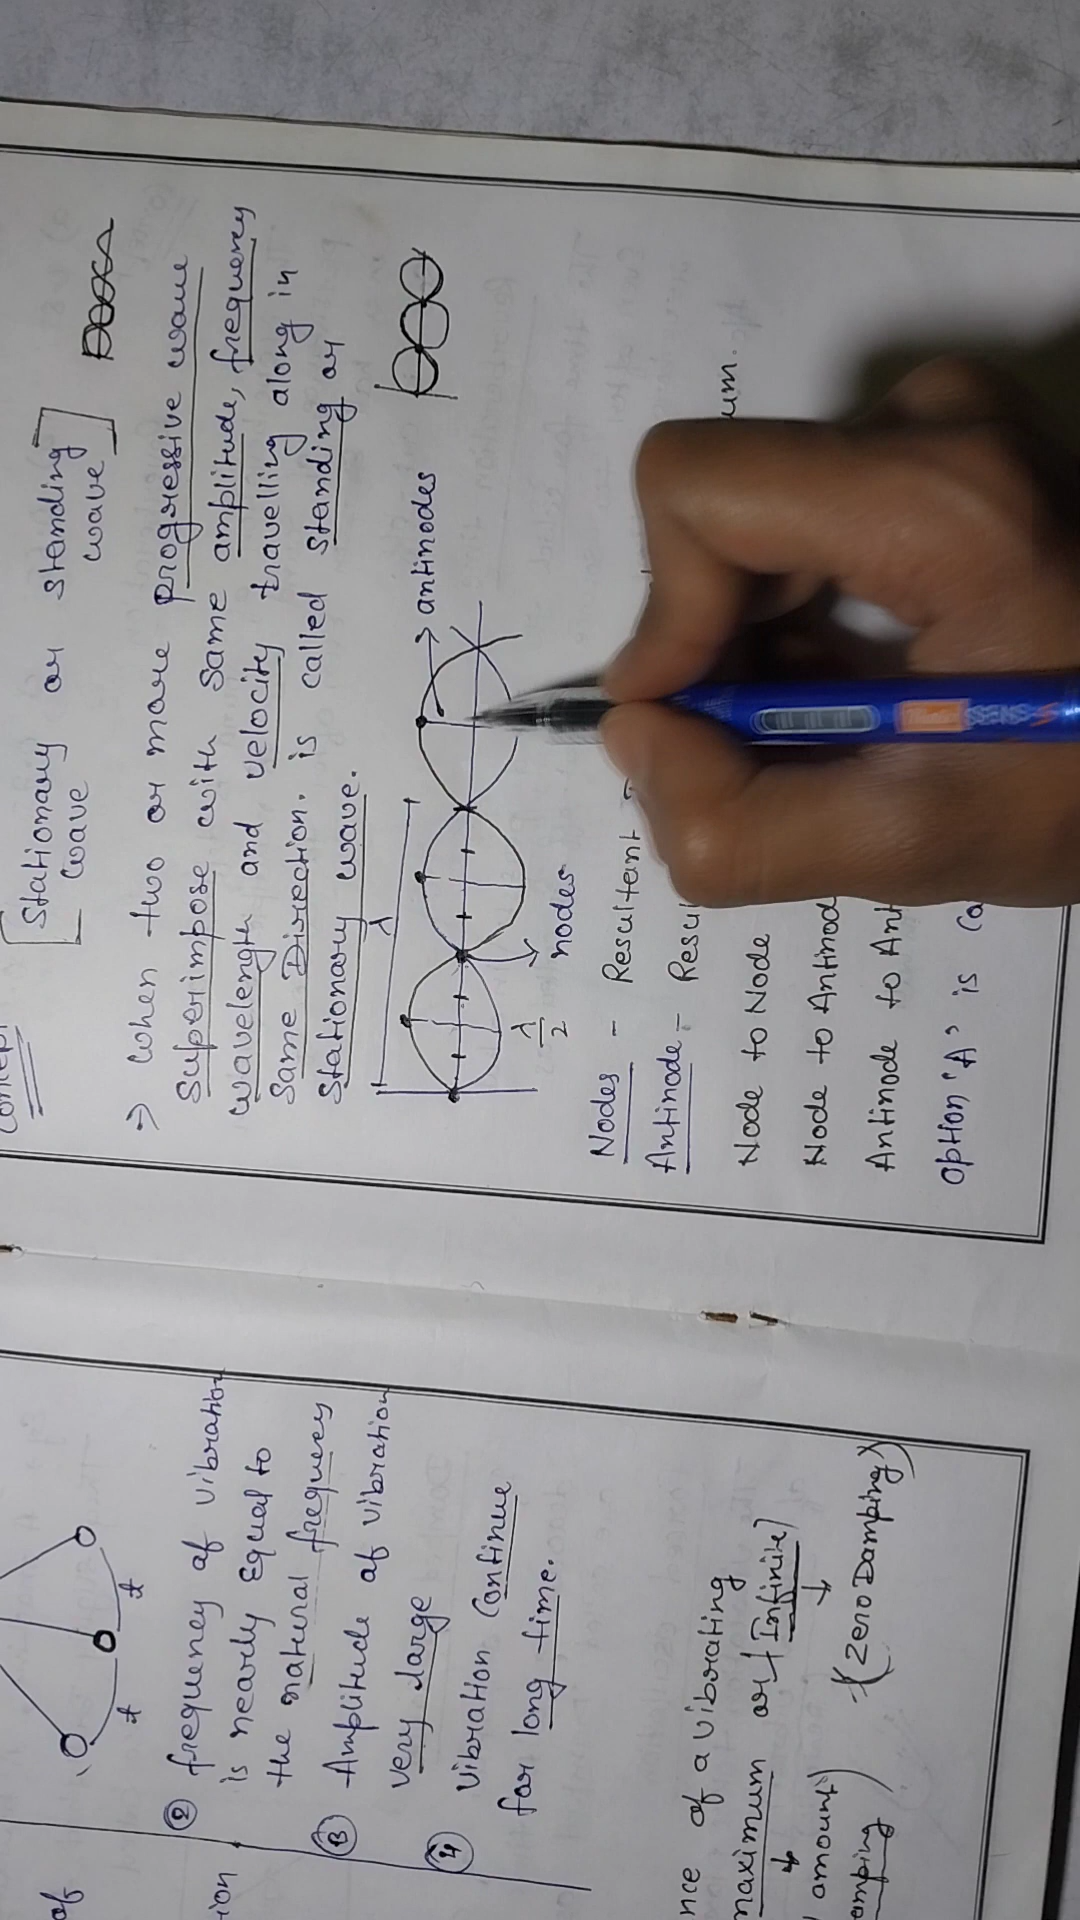 Concept
[Stationary or standing]
wave wave
→ When two or more progressive wave
Superimpose with same amplitude, frequency
wavelength and velocity travelling along in
Same Direction. is called standing or
Stationary wave.
λ
→ antinodes
λ/2
nodes
Nodes - Resultant
um.
Antinode -
Node to Node
Node to Antinod
Antinode to Ant
option 'A' is
② frequency of vibration
is nearly Equal to
the natural frequency
③ Amplitude of vibration
very large
④ Vibration Continue
for long time.
t
t
of a vibrating
maximum or {Infinite}
amount)
{Zero Damping}
of